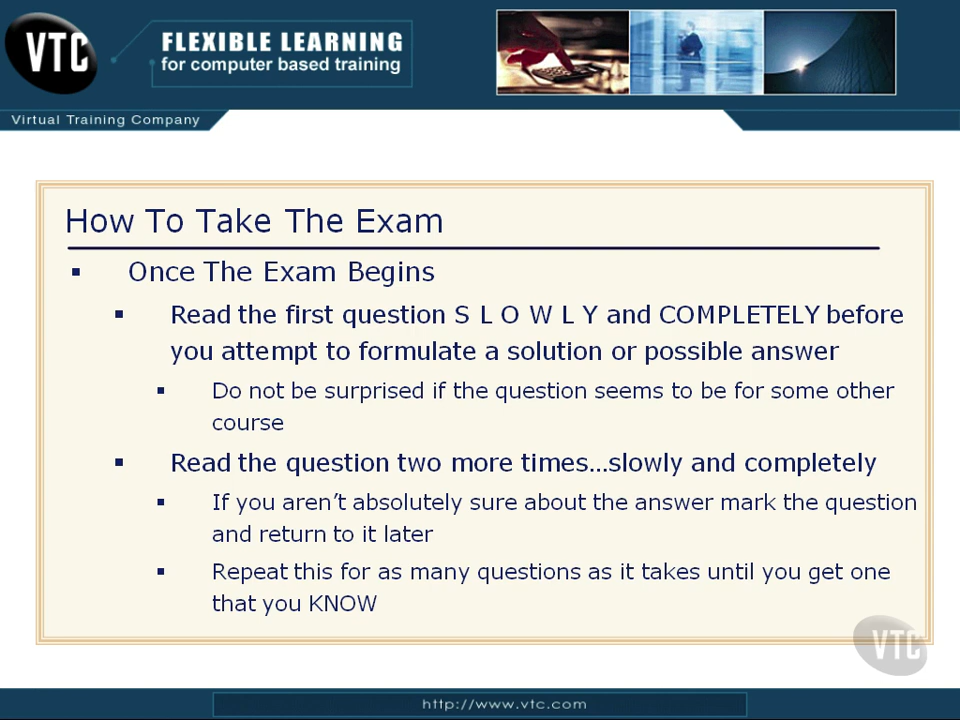 VTC
FLEXIBLE LEARNING
for computer based training
Virtual Training Company
How To Take The Exam
▪ Once The Exam Begins
▪ Read the first question S L O W L Y and COMPLETELY before
you attempt to formulate a solution or possible answer
▪ Do not be surprised if the question seems to be for some other
course
▪ Read the question two more times...slowly and completely
▪ If you aren't absolutely sure about the answer mark the question
and return to it later
▪ Repeat this for as many questions as it takes until you get one
that you KNOW
VTC
http://www.vtc.com